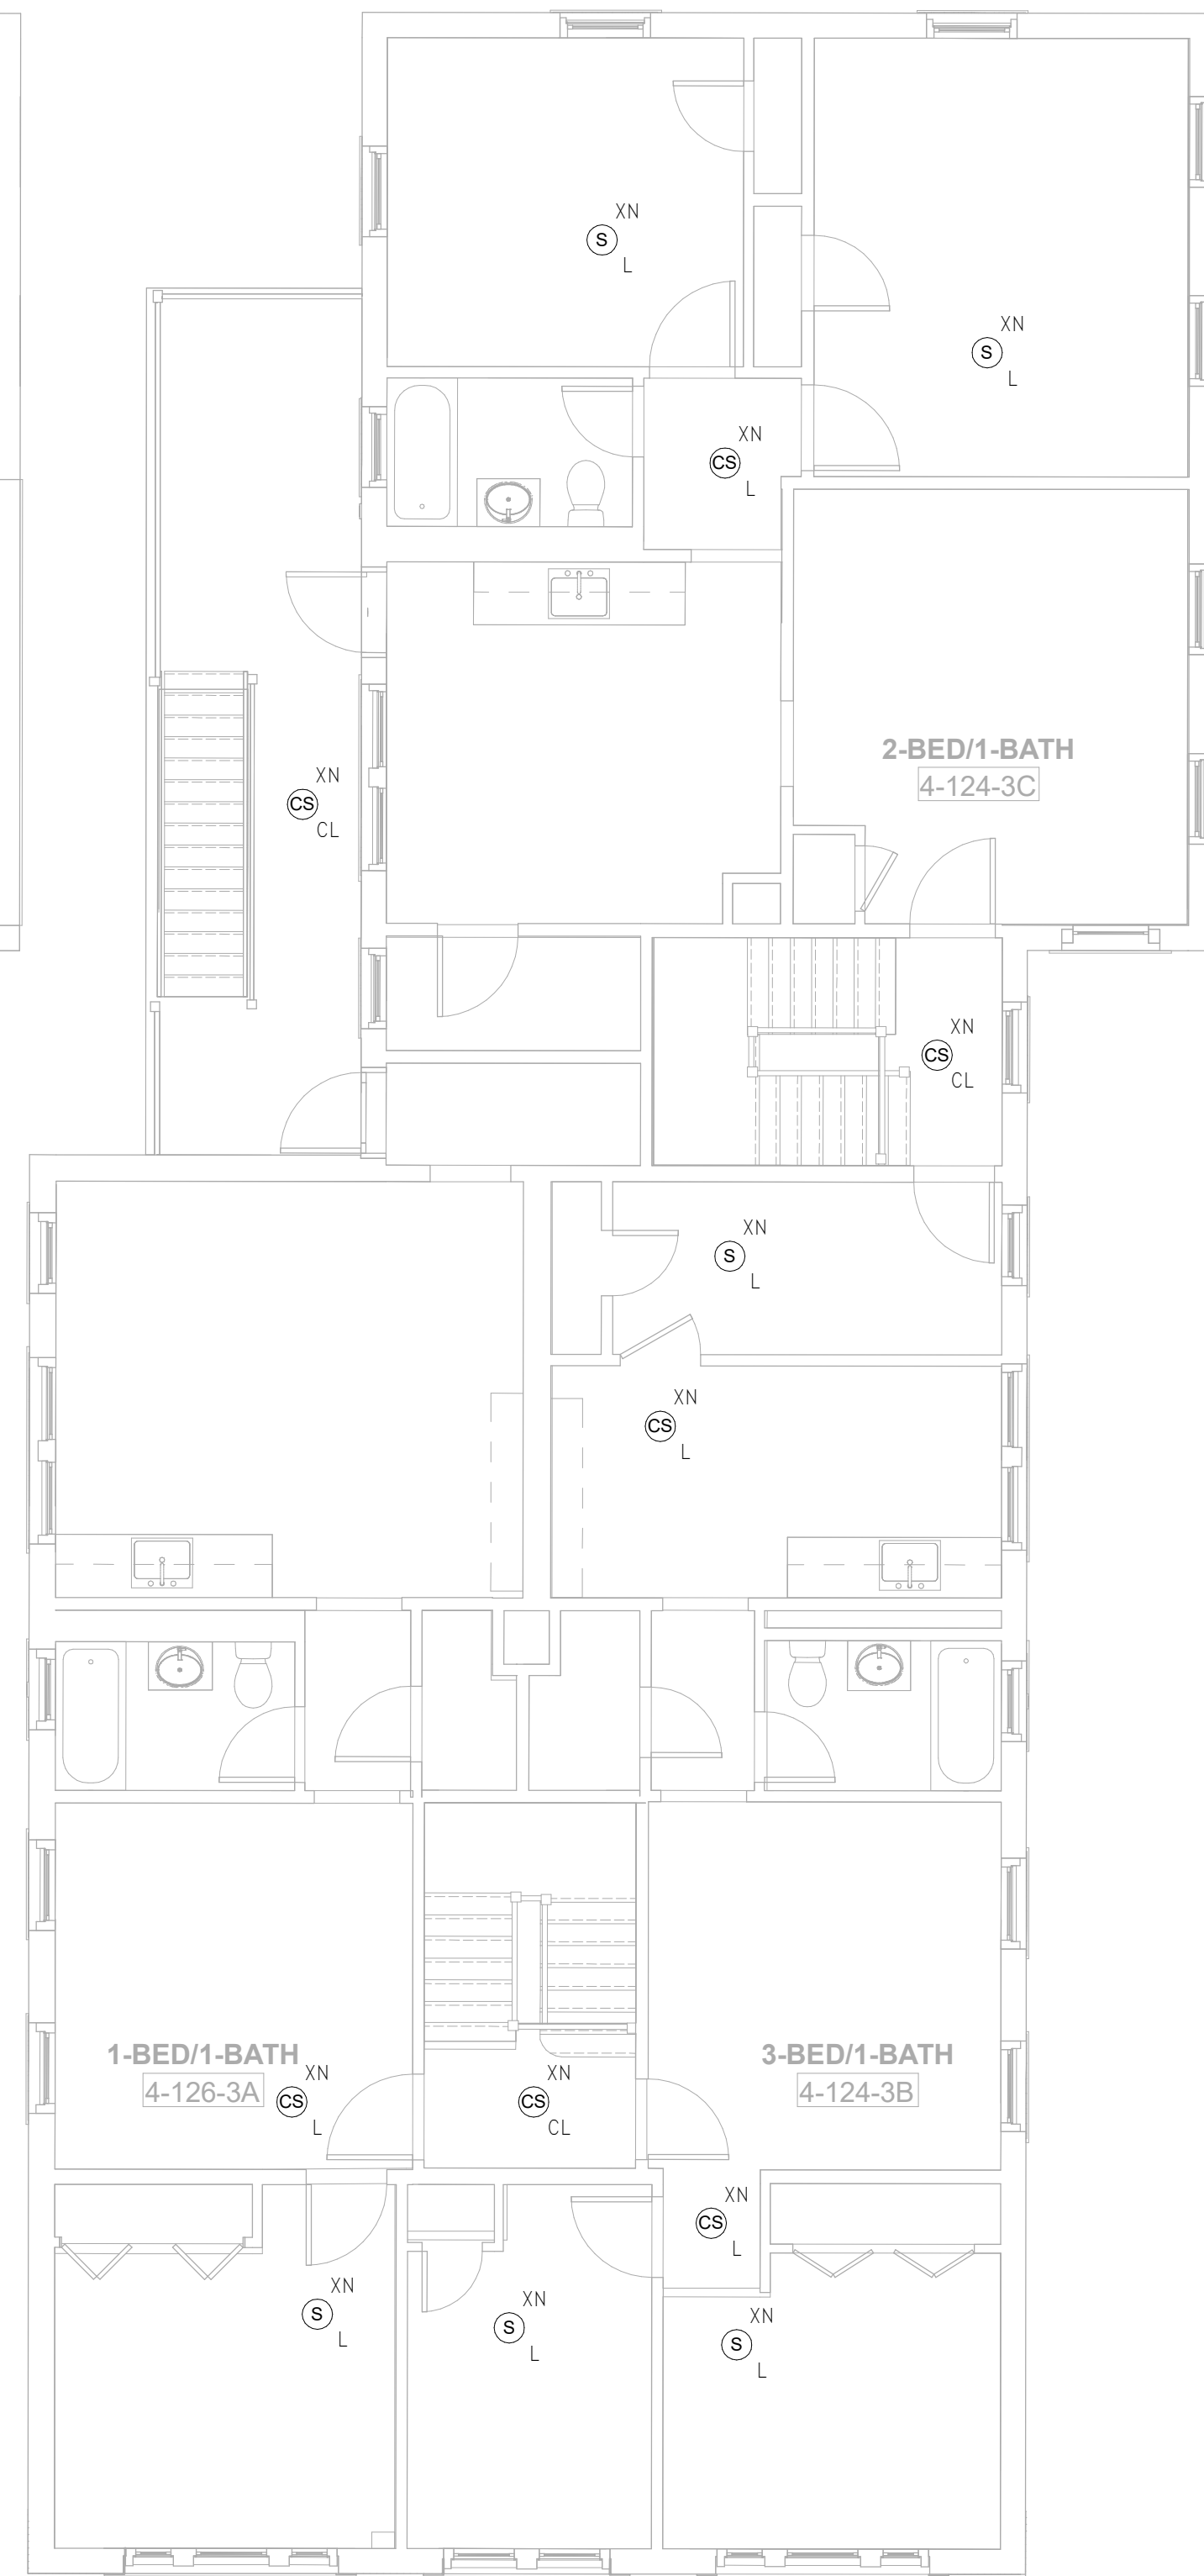 XN
S
L
XN
S
L
XN
CS
L
2-BED/1-BATH
4-124-3C
XN
CS
CL
XN
CS
CL
XN
S
L
XN
CS
L
1-BED/1-BATH
4-126-3A
XN
CS
L
XN
CS
CL
3-BED/1-BATH
4-124-3B
XN
CS
L
XN
S
L
XN
S
L
XN
S
L